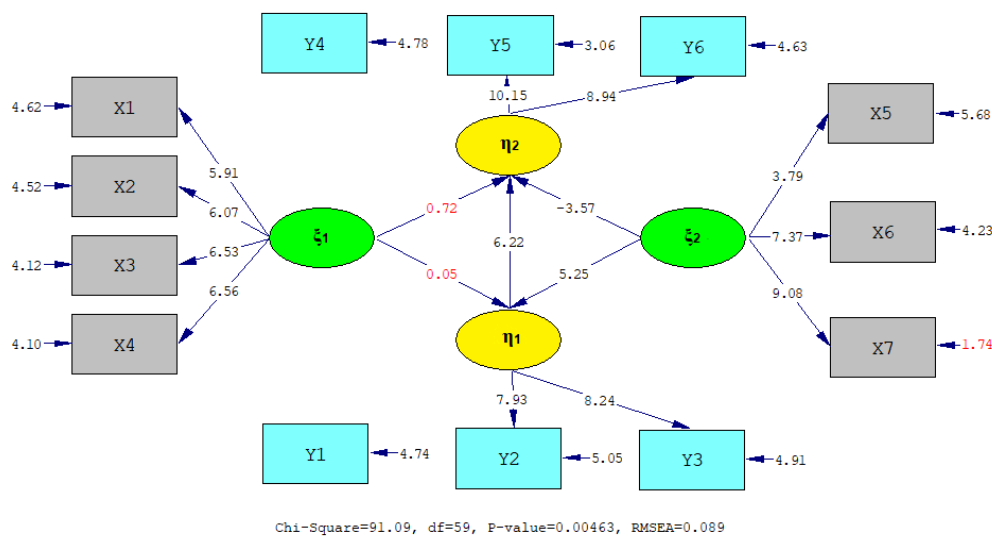 Y4
4.78
Y5
3.06
Y6
4.63
10.15
8.94
4.62
X1
X5
5.68
η2
5.91
3.79
4.52
X2
6.07
0.72
-3.57
ξ1
6.22
ξ2
7.37
X6
4.23
4.12
X3
6.53
0.05
5.25
6.56
9.08
4.10
X4
η1
X7
1.74
7.93
8.24
Y1
4.74
Y2
5.05
Y3
4.91
Chi-Square=91.09, df=59, P-value=0.00463, RMSEA=0.089